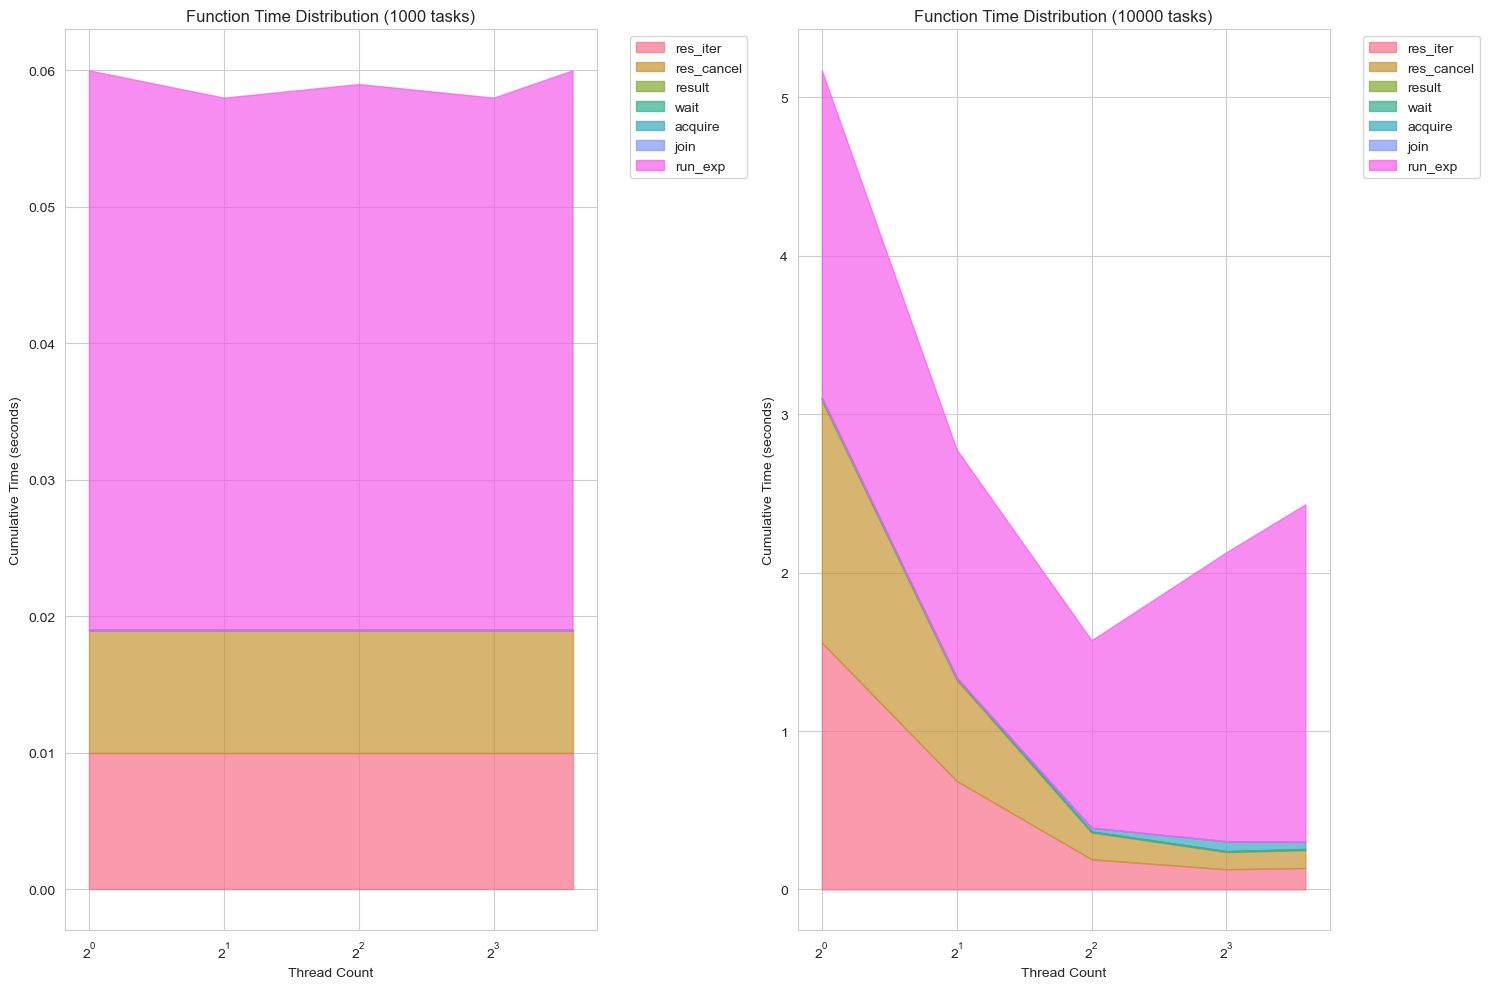 Function Time Distribution (1000 tasks)
Cumulative Time (seconds)
0.06
0.05
0.04
0.03
0.02
0.01
0.00
2^0
2^1
2^2
2^3
Thread Count
res_iter
res_cancel
result
wait
acquire
join
run_exp
Function Time Distribution (10000 tasks)
Cumulative Time (seconds)
5
4
3
2
1
0
2^0
2^1
2^2
2^3
Thread Count
res_iter
res_cancel
result
wait
acquire
join
run_exp